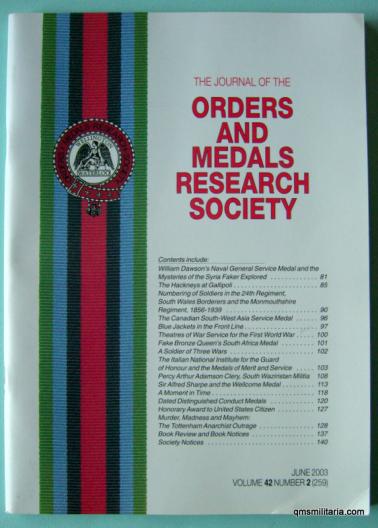 THE JOURNAL OF THE
ORDERS
AND
MEDALS
RESEARCH
SOCIETY
WELLINGTON
WATERLOO
Contents include:
William Dawson's Naval General Service Medal and the
Mysteries of the Syria Faker Explored . . . . . . . . . . . . . 81
The Hackneys at Gallipoli . . . . . . . . . . . . . . . . . . . . . . . 85
Numbering of Soldiers in the 24th Regiment,
South Wales Borderers and the Monmouthshire
Regiment, 1856-1939 . . . . . . . . . . . . . . . . . . . . . . . . . . 90
The Canadian South-West Asia Service Medal . . . . . . . 96
Blue Jackets in the Front Line . . . . . . . . . . . . . . . . . . . 97
Theatres of War Service for the First World War . . . . . 100
Fake Bronze Queen's South Africa Medal . . . . . . . . . . 101
A Soldier of Three Wars . . . . . . . . . . . . . . . . . . . . . . . 102
The Italian National Institute for the Guard
of Honour and the Medals of Merit and Service . . . . . 103
Percy Arthur Adamson Clery, South Waziristan Militia 108
Sir Alfred Sharpe and the Wellcome Medal . . . . . . . . . 113
A Moment in Time . . . . . . . . . . . . . . . . . . . . . . . . . . . . 118
Dated Distinguished Conduct Medals . . . . . . . . . . . . . 120
Honorary Award to United States Citizen . . . . . . . . . . 127
Murder, Madness and Mayhem:
The Tottenham Anarchist Outrage . . . . . . . . . . . . . . . 128
Book Review and Book Notices . . . . . . . . . . . . . . . . . 137
Society Notices . . . . . . . . . . . . . . . . . . . . . . . . . . . . . . 140
JUNE 2003
VOLUME 42 NUMBER 2 (259)
qmsmilitaria.com